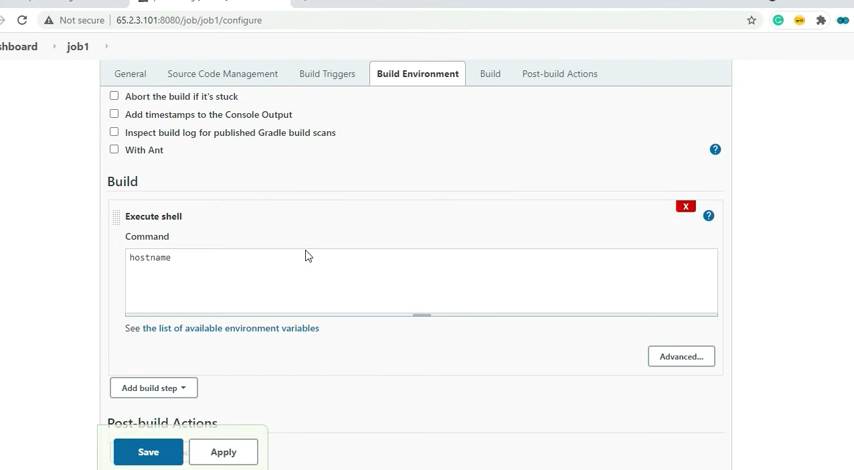 Not secure | 65.2.3.101:8080/job/job1/configure
shboard job1
General Source Code Management Build Triggers Build Environment Build Post-build Actions
Abort the build if it's stuck
Add timestamps to the Console Output
Inspect build log for published Gradle build scans
With Ant
?
Build
X
Execute shell
?
Command
hostname
See the list of available environment variables
Advanced...
Add build step
Post-build Actions
Save Apply